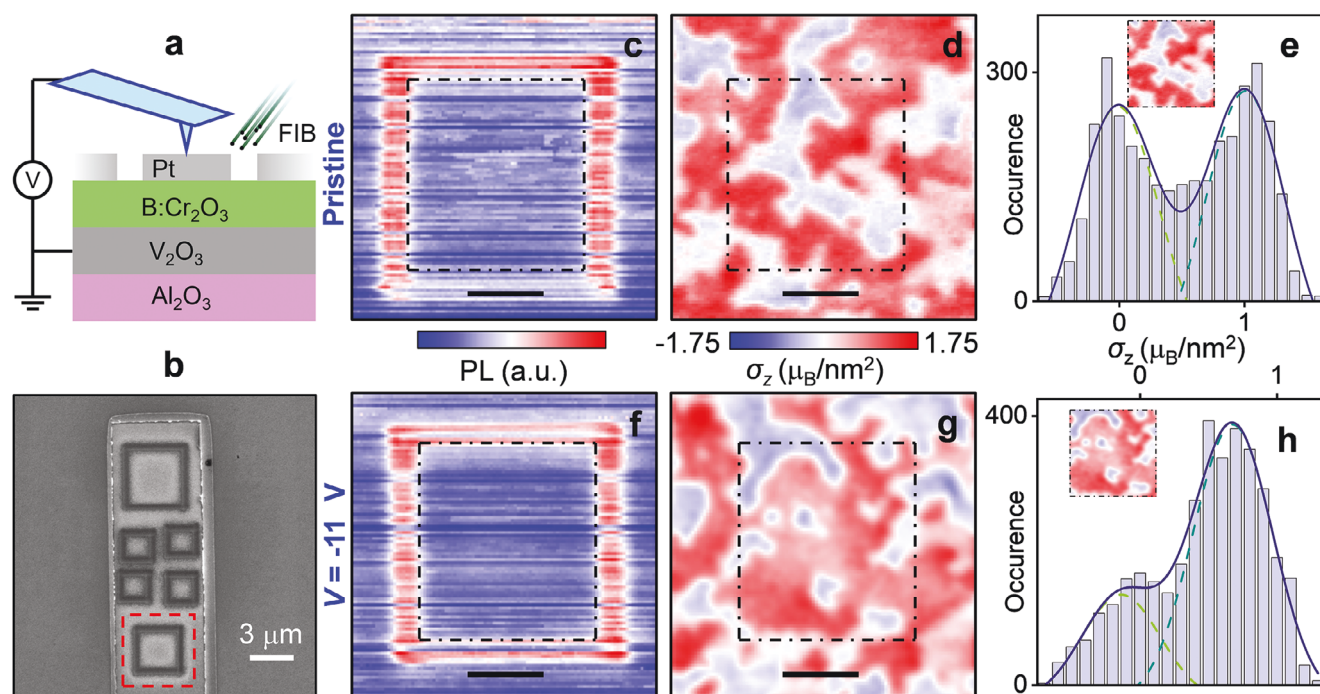 a
FIB
V
Pt
B:Cr₂O₃
V₂O₃
Al₂O₃
b
3 μm
Pristine
c
PL (a.u.)
d
-1.75
1.75
σz (μB/nm²)
e
300
0
Occurence
0
1
σz (μB/nm²)
V = -11 V
f
g
0
1
400
0
Occurence
h